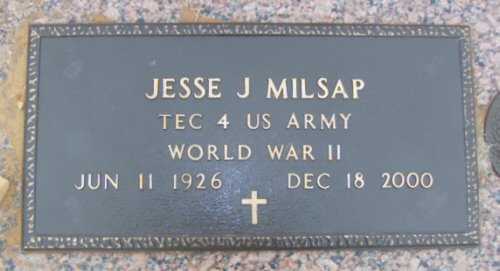 JESSE J MILSAP
TEC 4 US ARMY
WORLD WAR II
JUN 11 1926 DEC 18 2000